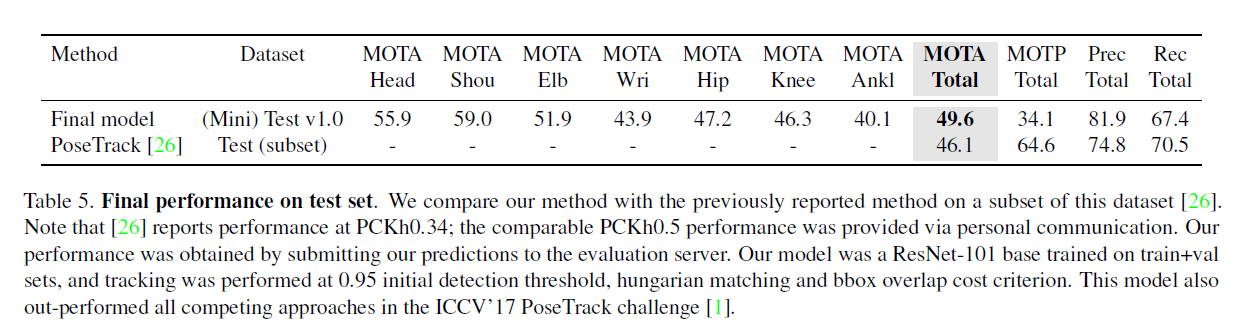 Method Dataset MOTA MOTA MOTA MOTA MOTA MOTA MOTA MOTA MOTP Prec Rec
Head Shou Elb Wri Hip Knee Ankl Total Total Total Total
Final model (Mini) Test v1.0 55.9 59.0 51.9 43.9 47.2 46.3 40.1 49.6 34.1 81.9 67.4
PoseTrack [26] Test (subset) - - - - - - - 46.1 64.6 74.8 70.5
Table 5. Final performance on test set. We compare our method with the previously reported method on a subset of this dataset [26].
Note that [26] reports performance at PCKh0.34; the comparable PCKh0.5 performance was provided via personal communication. Our
performance was obtained by submitting our predictions to the evaluation server. Our model was a ResNet-101 base trained on train+val
sets, and tracking was performed at 0.95 initial detection threshold, hungarian matching and bbox overlap cost criterion. This model also
out-performed all competing approaches in the ICCV'17 PoseTrack challenge [1].